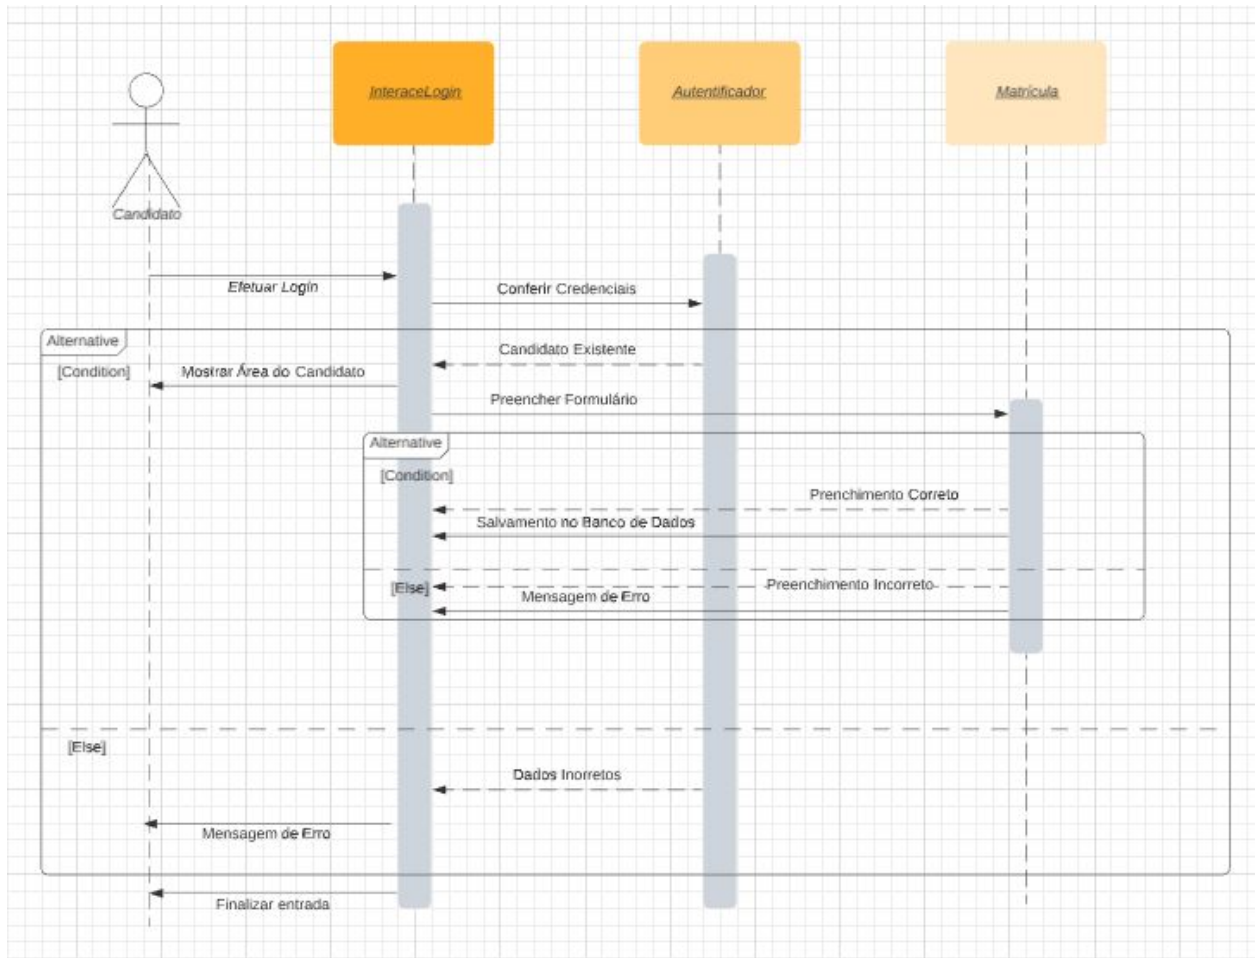 InteraceLogin
Autentificador
Matrícula
Candidato
Efetuar Login
Conferir Credenciais
Alternative
Candidato Existente
[Condition]
Mostrar Área do Candidato
Preencher Formulário
Alternative
[Condition]
Prenchimento Correto
Salvamento no Banco de Dados
[Else]
Preenchimento Incorreto
Mensagem de Erro
[Else]
Dados Inorretos
Mensagem de Erro
Finalizar entrada